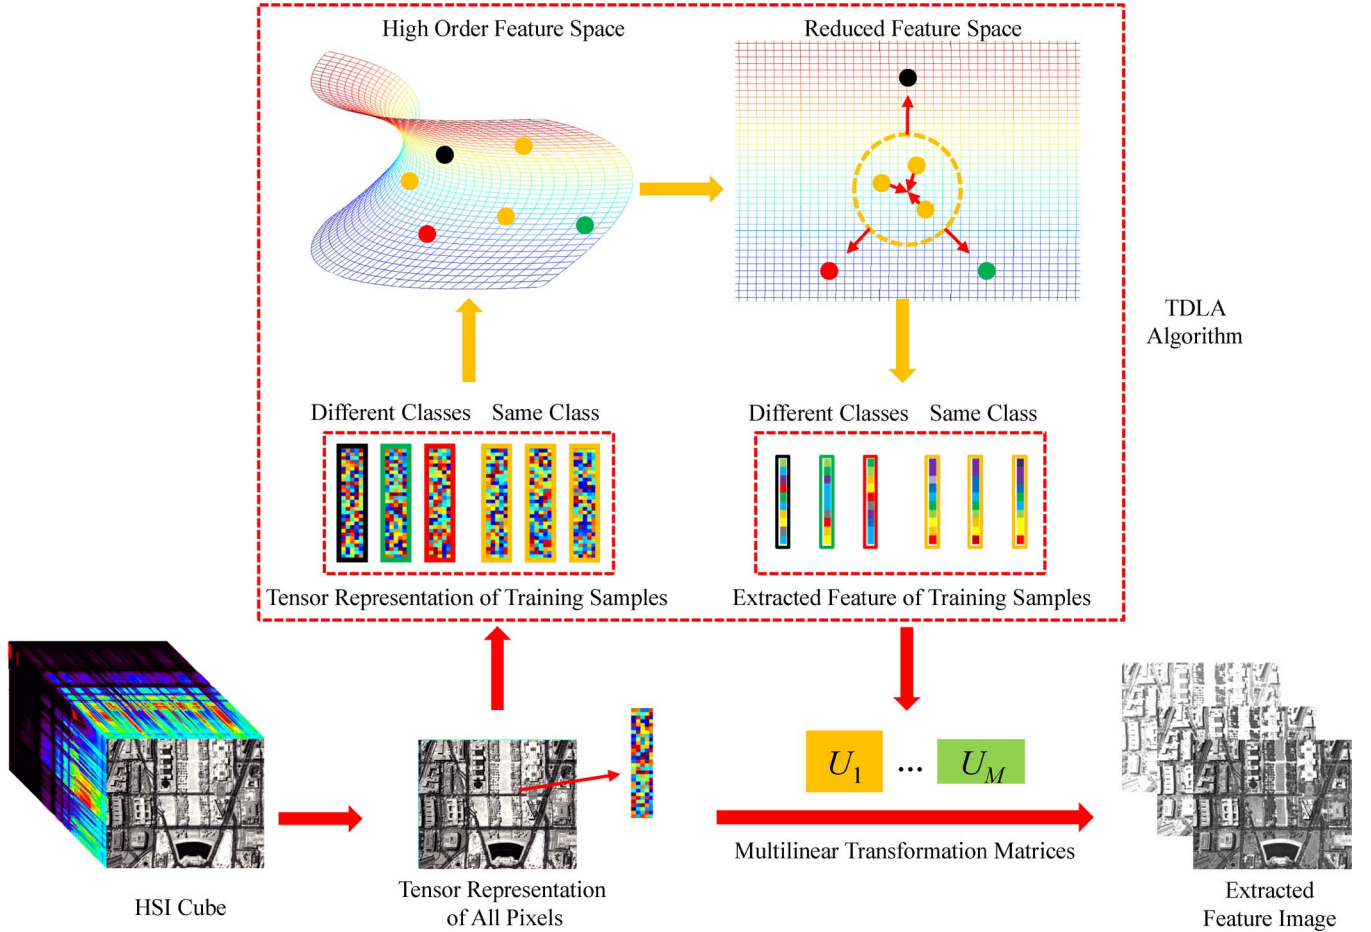 High Order Feature Space
Reduced Feature Space
TDLA
Algorithm
Different Classes
Same Class
Different Classes
Same Class
Tensor Representation of Training Samples
Extracted Feature of Training Samples
U1 ... UM
Multilinear Transformation Matrices
HSI Cube
Tensor Representation
of All Pixels
Extracted
Feature Image